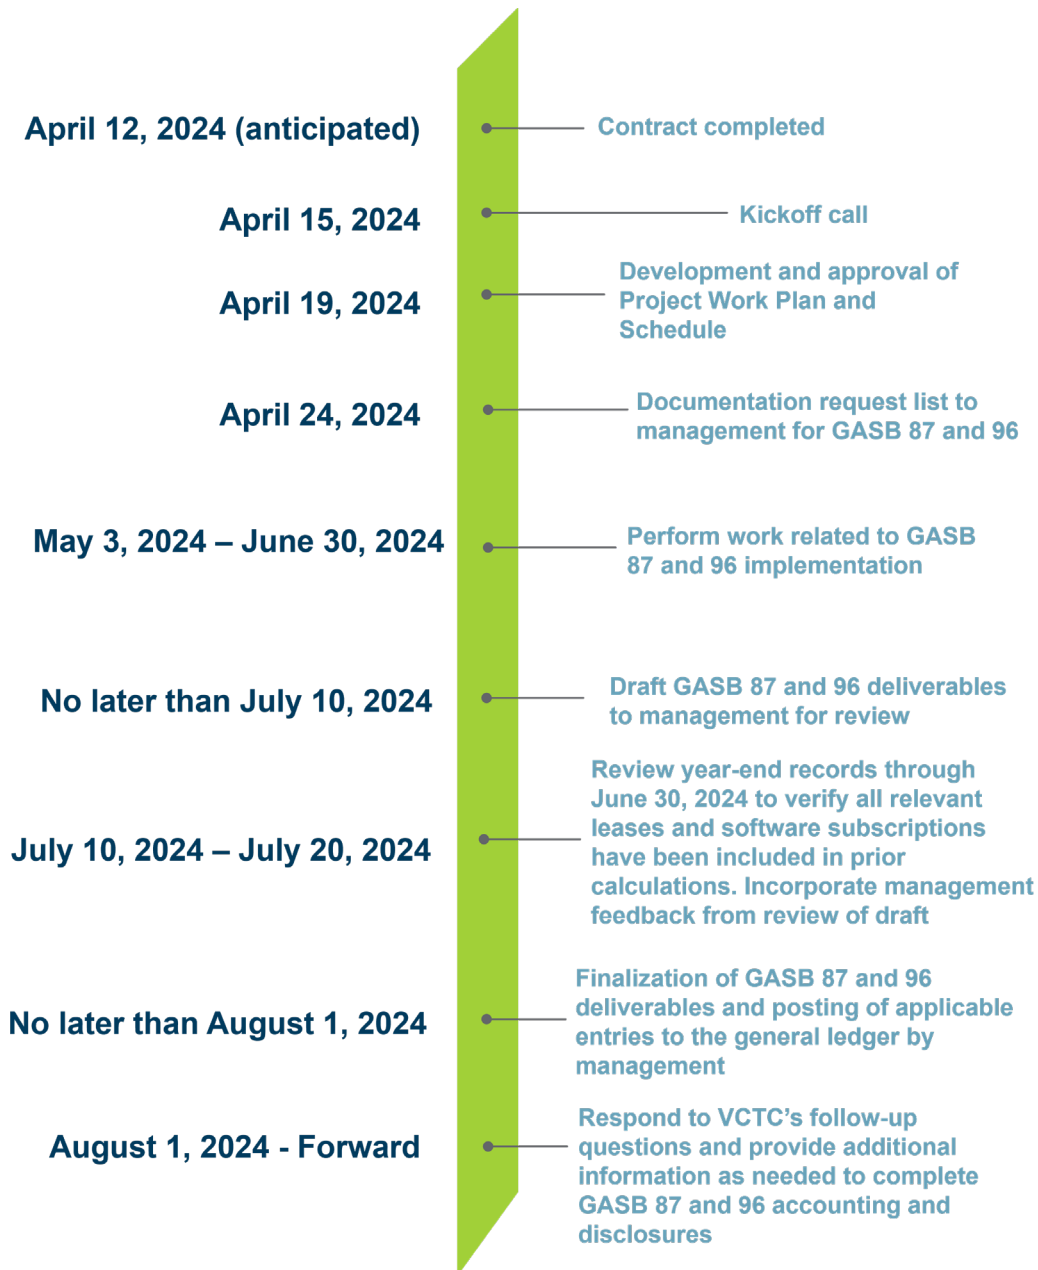 April 12, 2024 (anticipated)
Contract completed
April 15, 2024
Kickoff call
April 19, 2024
Development and approval of
Project Work Plan and
Schedule
April 24, 2024
Documentation request list to
management for GASB 87 and 96
May 3, 2024 – June 30, 2024
Perform work related to GASB
87 and 96 implementation
No later than July 10, 2024
Draft GASB 87 and 96 deliverables
to management for review
July 10, 2024 – July 20, 2024
Review year-end records through
June 30, 2024 to verify all relevant
leases and software subscriptions
have been included in prior
calculations. Incorporate management
feedback from review of draft
No later than August 1, 2024
Finalization of GASB 87 and 96
deliverables and posting of applicable
entries to the general ledger by
management
August 1, 2024 - Forward
Respond to VCTC’s follow-up
questions and provide additional
information as needed to complete
GASB 87 and 96 accounting and
disclosures